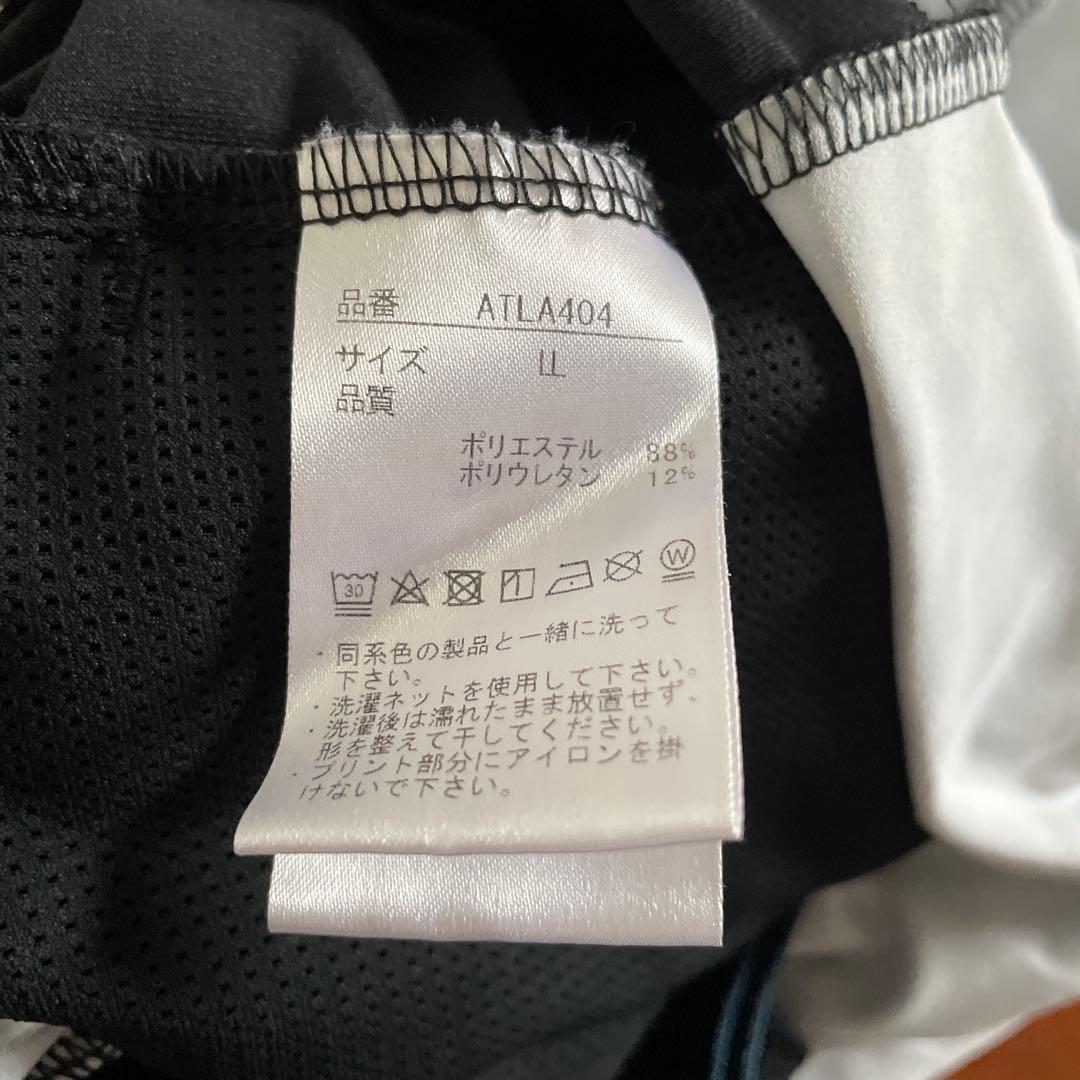 品番 ATLA404
サイズ LL
品質
ポリエステル 88%
ポリウレタン 12%
30 W
・同系色の製品と一緒に洗って
下さい。
・洗濯ネットを使用して下さい。
・洗濯後は濡れたまま放置せず、
形を整えて干してください。
・プリント部分にアイロンを掛
けないで下さい。